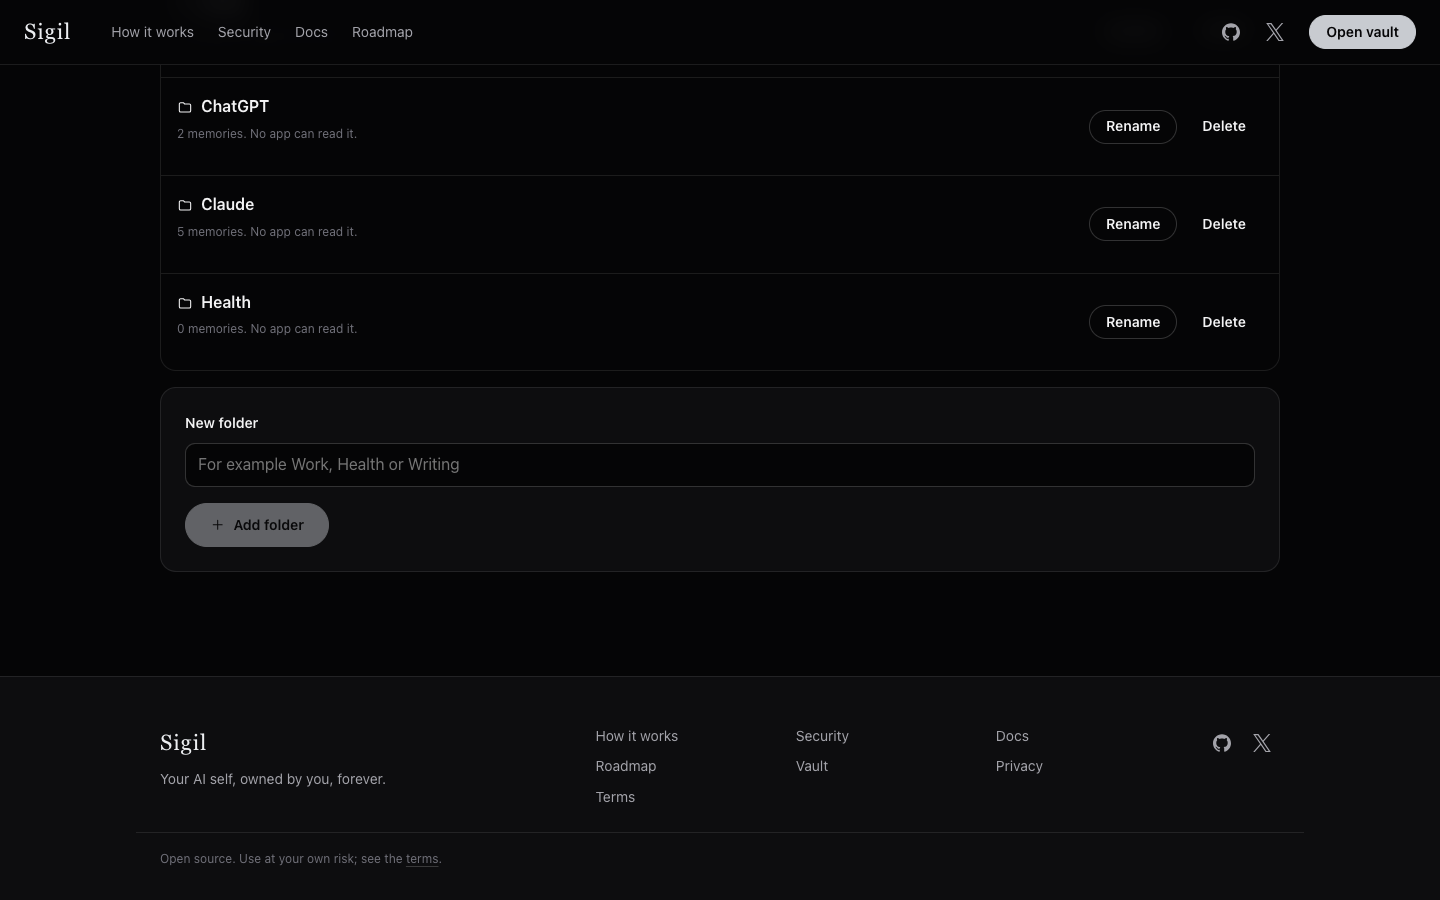 Sigil
How it works
Security
Docs
Roadmap
Open vault
ChatGPT
2 memories. No app can read it.
Rename
Delete
Claude
5 memories. No app can read it.
Rename
Delete
Health
0 memories. No app can read it.
Rename
Delete
New folder
For example Work, Health or Writing
+ Add folder
Sigil
Your AI self, owned by you, forever.
How it works
Security
Docs
Roadmap
Vault
Privacy
Terms
Open source. Use at your own risk; see the terms.